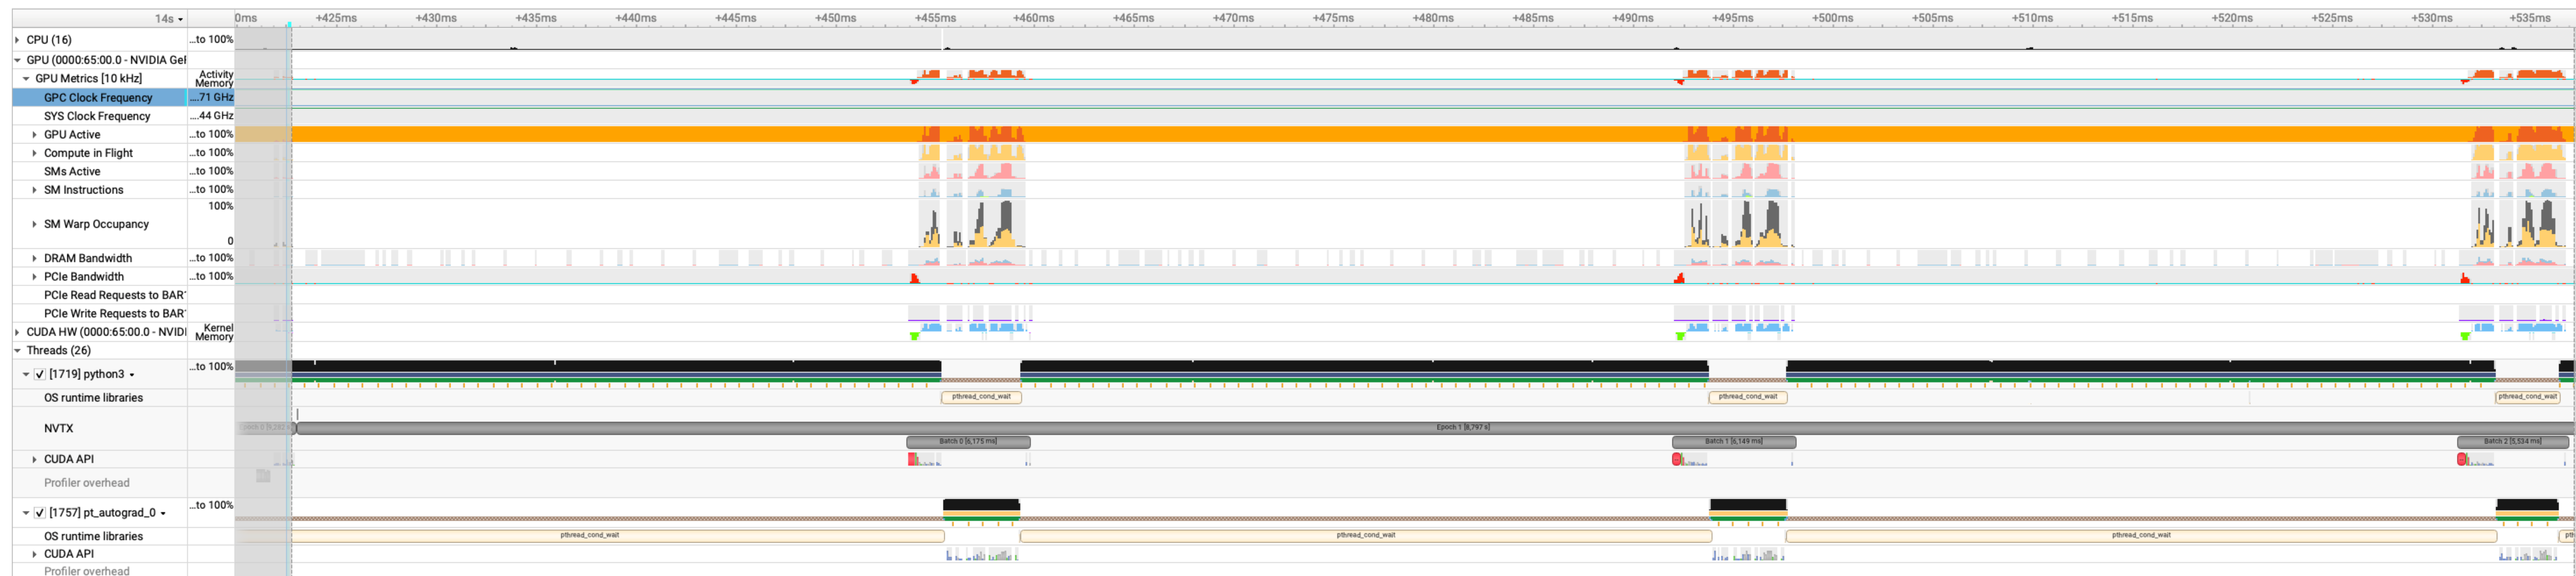 14s 0ms +425ms +430ms +435ms +440ms +445ms +450ms +455ms +460ms +465ms +470ms +475ms +480ms +485ms +490ms +495ms +500ms +505ms +510ms +515ms +520ms +525ms +530ms +535ms
CPU (16) ...to 100%
GPU (0000:65:00.0 - NVIDIA GeF
GPU Metrics [10 kHz] Activity
Memory
GPC Clock Frequency ....71 GHz
SYS Clock Frequency ....44 GHz
GPU Active ...to 100%
Compute in Flight ...to 100%
SMs Active ...to 100%
SM Instructions ...to 100%
100%
SM Warp Occupancy
0
DRAM Bandwidth ...to 100%
PCIe Bandwidth ...to 100%
PCIe Read Requests to BAR
PCIe Write Requests to BAR
CUDA HW (0000:65:00.0 - NVIDI Kernel
Memory
Threads (26)
[1719] python3 ...to 100%
OS runtime libraries pthread_cond_wait pthread_cond_wait pthread_cond_wait
NVTX Epoch 1 [8,797 s]
Batch 0 [6,175 ms] Batch 1 [6,149 ms] Batch 2 [5,534 ms]
CUDA API
Profiler overhead
[1757] pt_autograd_0 ...to 100%
OS runtime libraries pthread_cond_wait pthread_cond_wait pthread_cond_wait pth
CUDA API
Profiler overhead